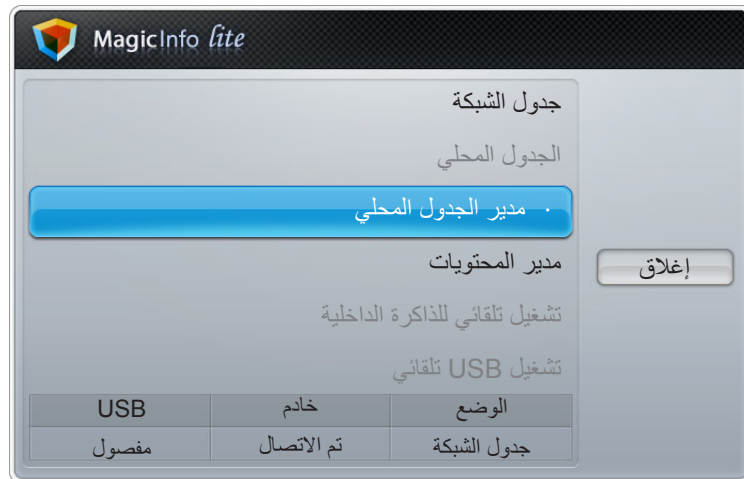 MagicInfo lite
جدول الشبكة
الجدول المحلي
· مدير الجدول المحلي
مدير المحتويات
إغلاق
تشغيل تلقائي للذاكرة الداخلية
تشغيل USB تلقائي
الوضع خادم USB
جدول الشبكة تم الاتصال مفصول